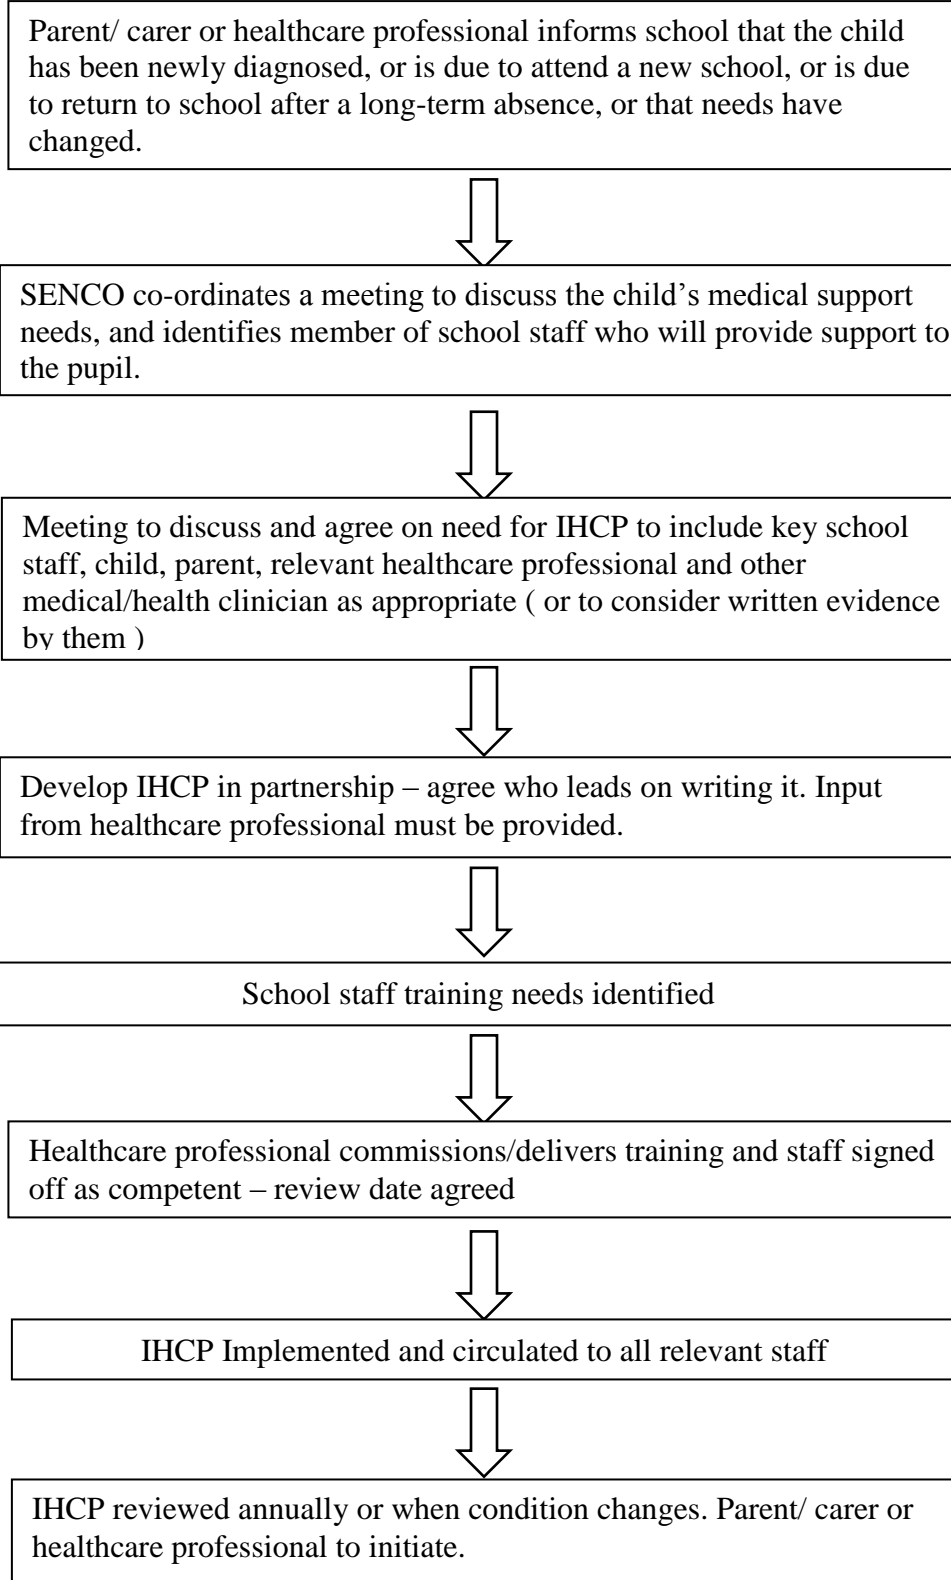 Parent/ carer or healthcare professional informs school that the child
has been newly diagnosed, or is due to attend a new school, or is due
to return to school after a long-term absence, or that needs have
changed.
SENCO co-ordinates a meeting to discuss the child’s medical support
needs, and identifies member of school staff who will provide support to
the pupil.
Meeting to discuss and agree on need for IHCP to include key school
staff, child, parent, relevant healthcare professional and other
medical/health clinician as appropriate ( or to consider written evidence
by them )
Develop IHCP in partnership – agree who leads on writing it. Input
from healthcare professional must be provided.
School staff training needs identified
Healthcare professional commissions/delivers training and staff signed
off as competent – review date agreed
IHCP Implemented and circulated to all relevant staff
IHCP reviewed annually or when condition changes. Parent/ carer or
healthcare professional to initiate.